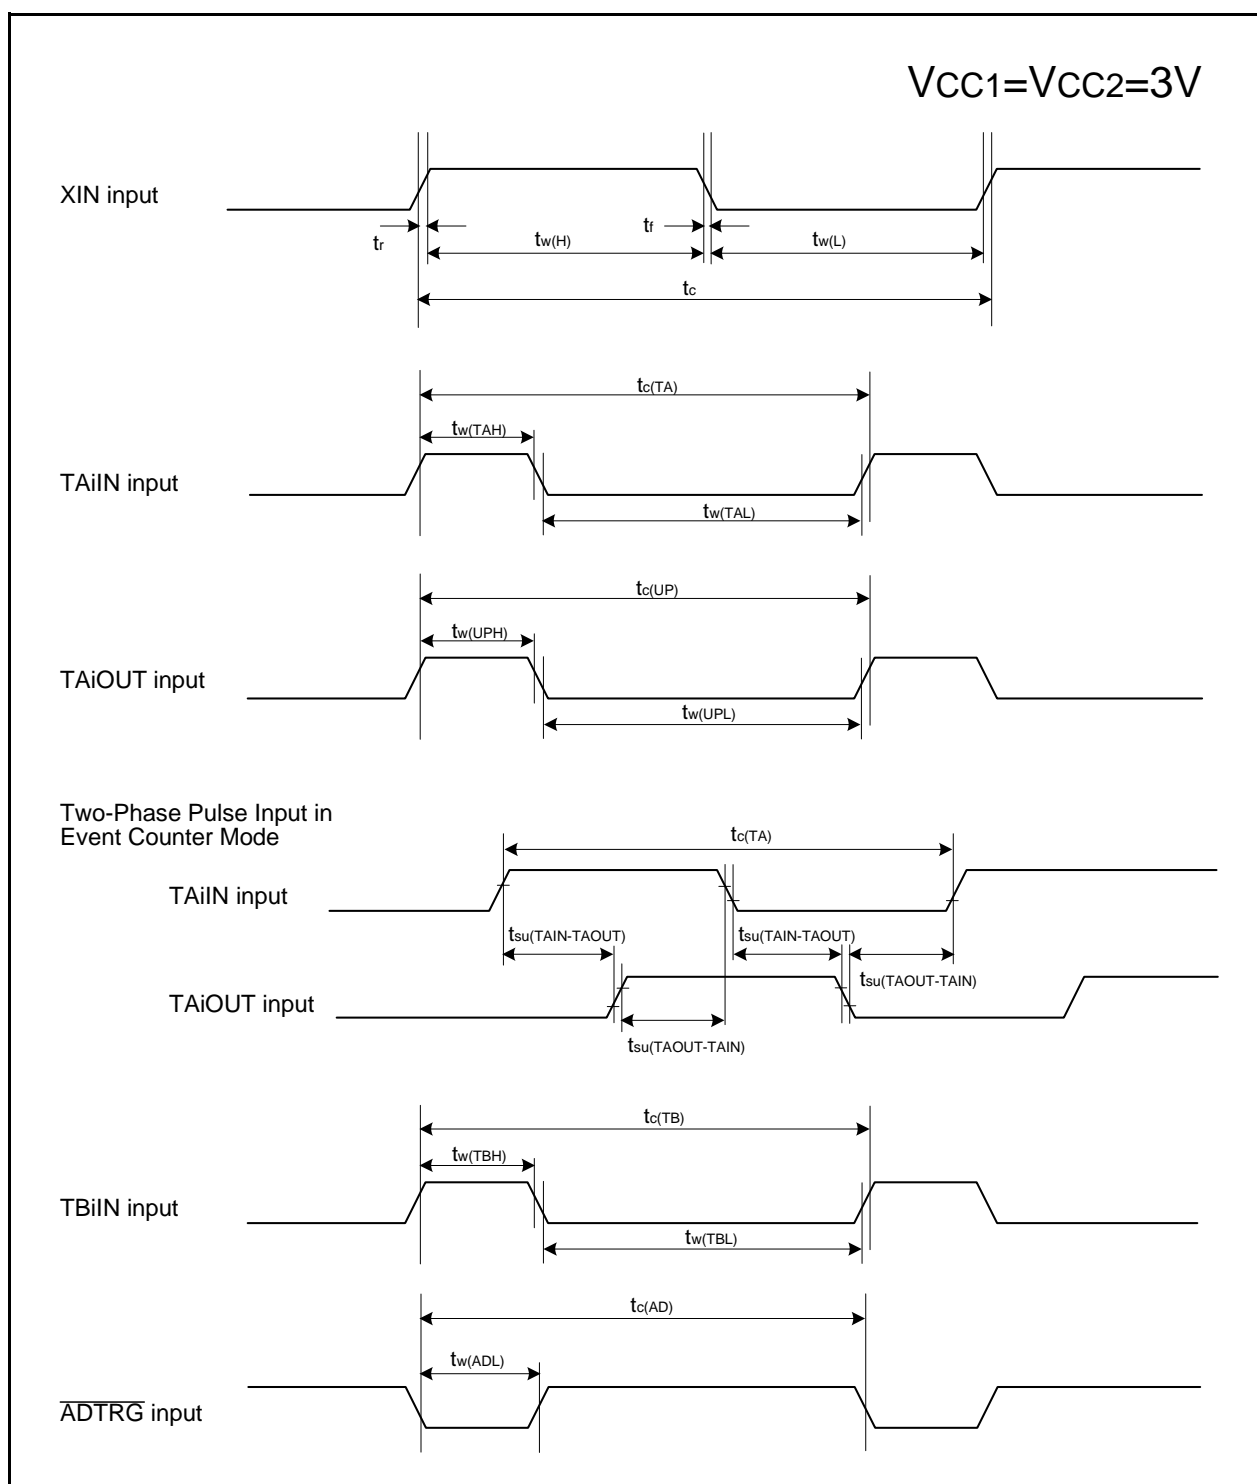 VCC1=VCC2=3V
XIN input
tr
tw(H)
tf
tw(L)
tc
tc(TA)
tw(TAH)
TAiIN input
tw(TAL)
tc(UP)
tw(UPH)
TAiOUT input
tw(UPL)
Two-Phase Pulse Input in
Event Counter Mode
tc(TA)
TAiIN input
tsu(TAIN-TAOUT)
tsu(TAIN-TAOUT)
tsu(TAOUT-TAIN)
TAiOUT input
tsu(TAOUT-TAIN)
tc(TB)
tw(TBH)
TBiIN input
tw(TBL)
tc(AD)
tw(ADL)
ADTRG input